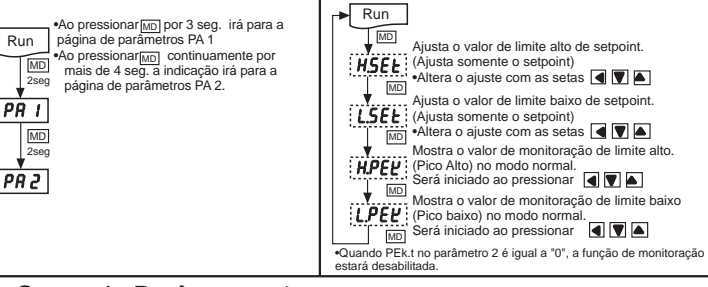 •Ao pressionar MD por 3 seg. irá para a
página de parâmetros PA 1
•Ao pressionar MD continuamente por
mais de 4 seg. a indicação irá para a
página de parâmetros PA 2.
Run
MD
2seg
PA 1
MD
2seg
PA 2
Run
MD
Ajusta o valor de limite alto de setpoint.
H.SEt (Ajusta somente o setpoint)
•Altera o ajuste com as setas
MD
Ajusta o valor de limite baixo de setpoint.
L.SEt (Ajusta somente o setpoint)
MD •Altera o ajuste com as setas
Mostra o valor de monitoração de limite alto.
H.PEK (Pico Alto) no modo normal.
MD Será iniciado ao pressionar
Mostra o valor de monitoração de limite baixo
L.PEK (Pico baixo) no modo normal.
MD Será iniciado ao pressionar
•Quando PEk.t no parâmetro 2 é igual a "0", a função de monitoração
estará desabilitada.